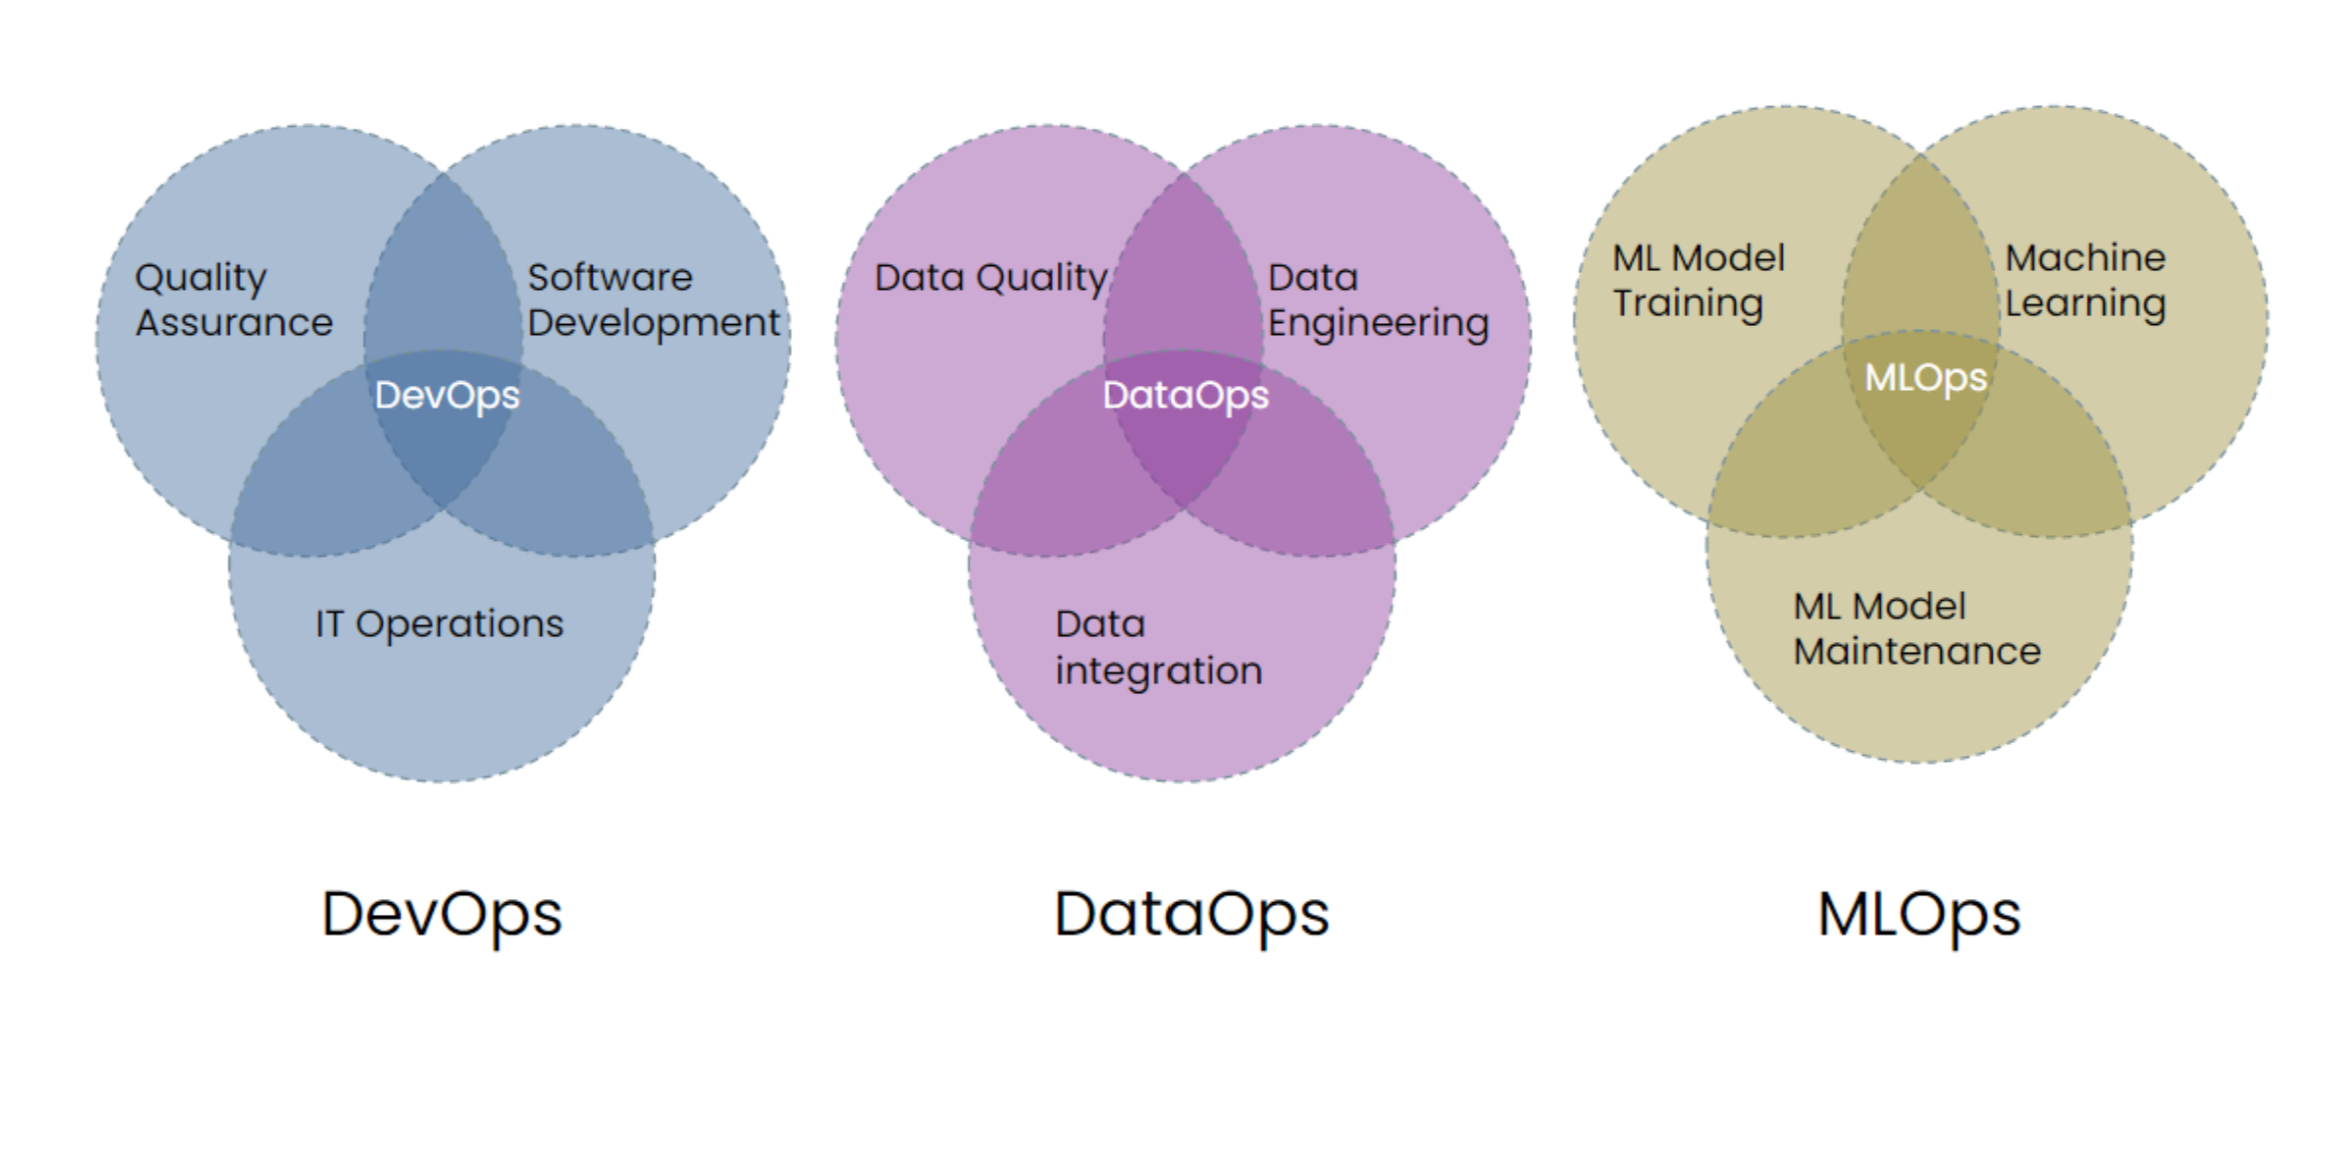 Quality
Assurance
Software
Development
DevOps
IT Operations
DevOps
Data Quality
Data
Engineering
DataOps
Data
integration
DataOps
ML Model
Training
Machine
Learning
MLOps
ML Model
Maintenance
MLOps